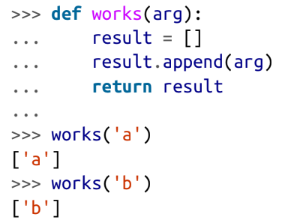 >>> def works(arg):
...     result = []
...     result.append(arg)
...     return result
...
>>> works('a')
['a']
>>> works('b')
['b']